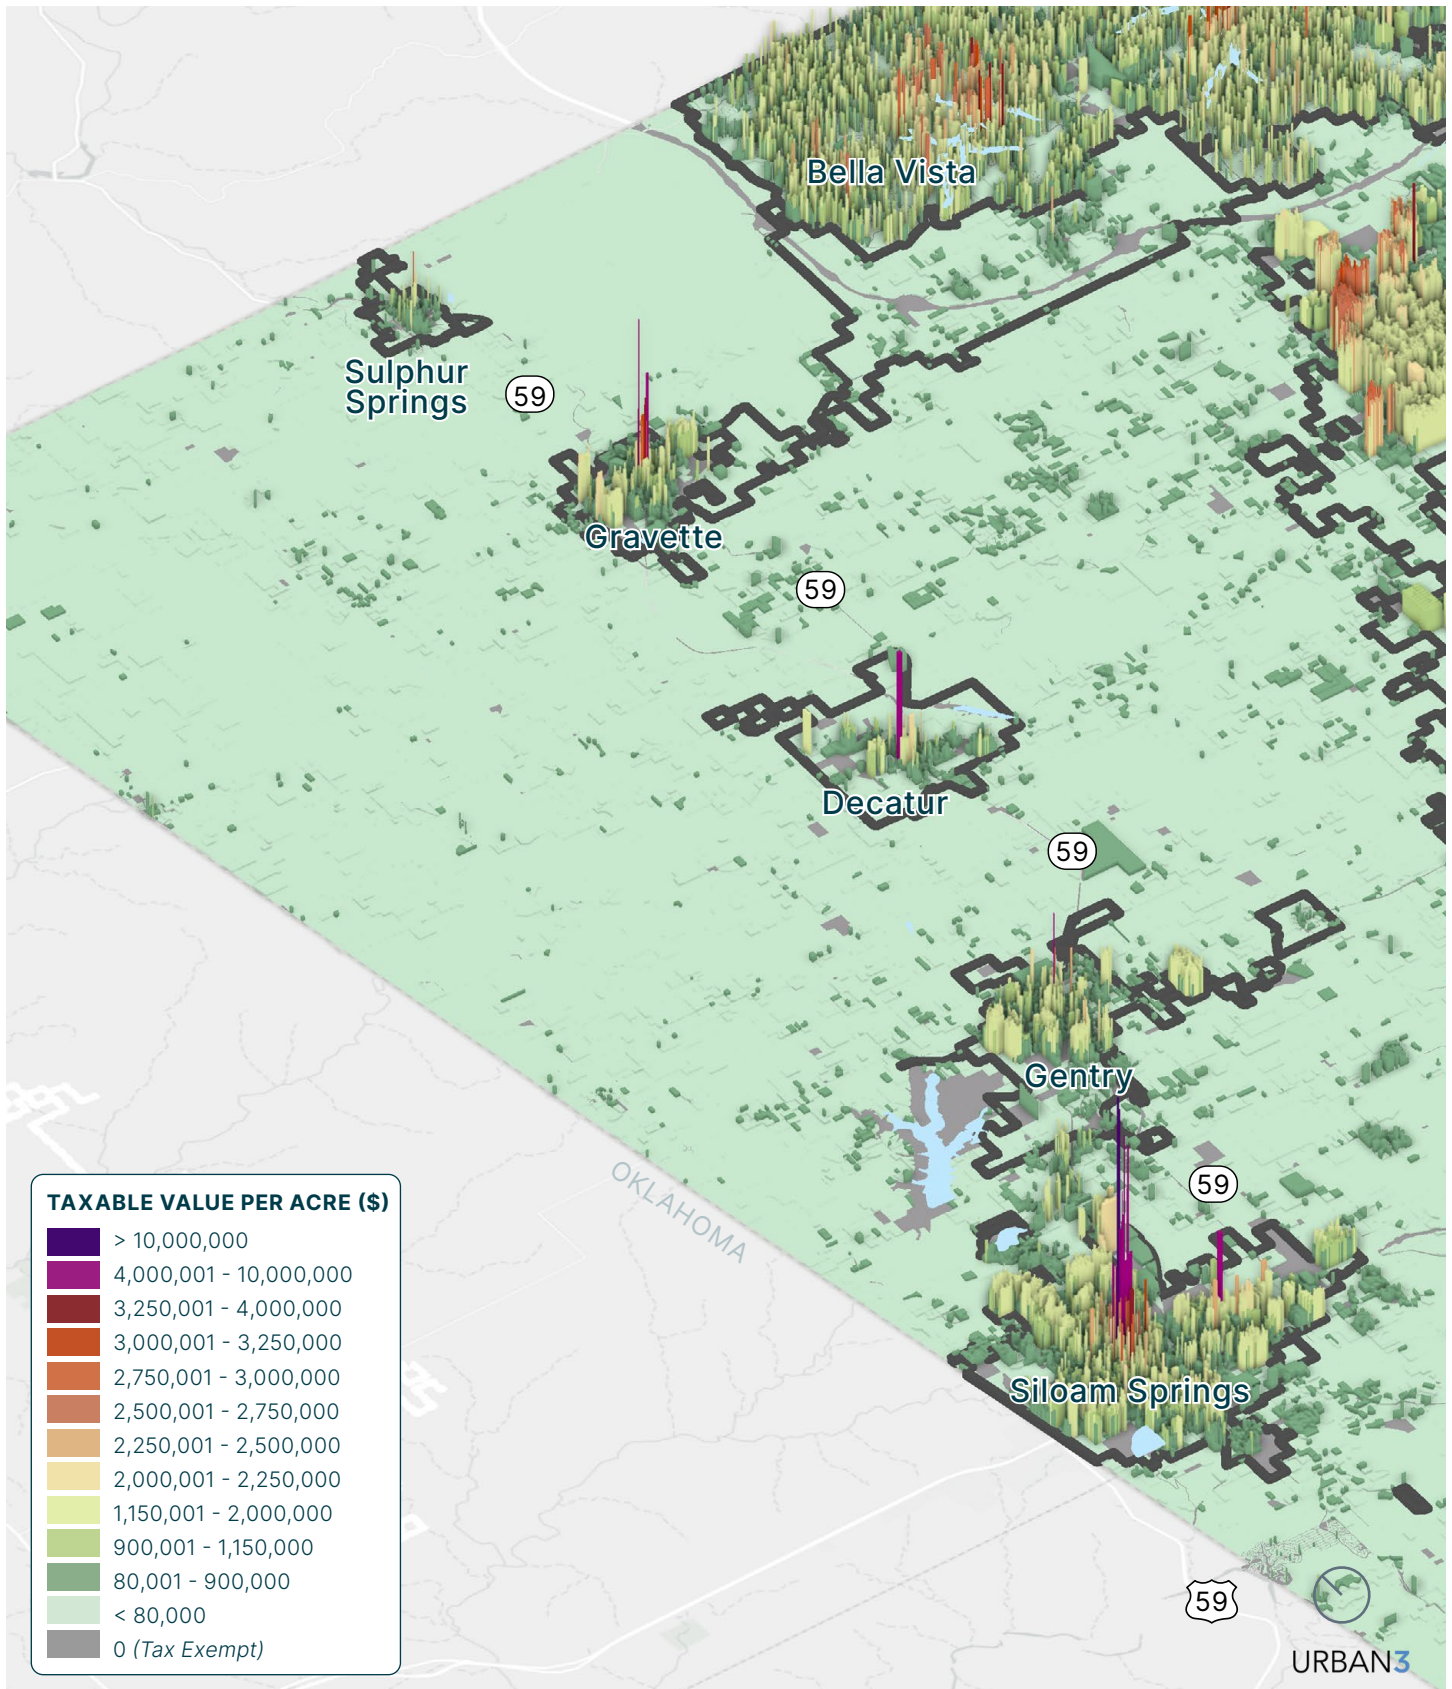 Bella Vista
Sulphur
Springs
59
Gravette
59
Decatur
59
Gentry
59
OKLAHOMA
Siloam Springs
59
TAXABLE VALUE PER ACRE ($)
> 10,000,000
4,000,001 - 10,000,000
3,250,001 - 4,000,000
3,000,001 - 3,250,000
2,750,001 - 3,000,000
2,500,001 - 2,750,000
2,250,001 - 2,500,000
2,000,001 - 2,250,000
1,150,001 - 2,000,000
900,001 - 1,150,000
80,001 - 900,000
< 80,000
0 (Tax Exempt)
URBAN3